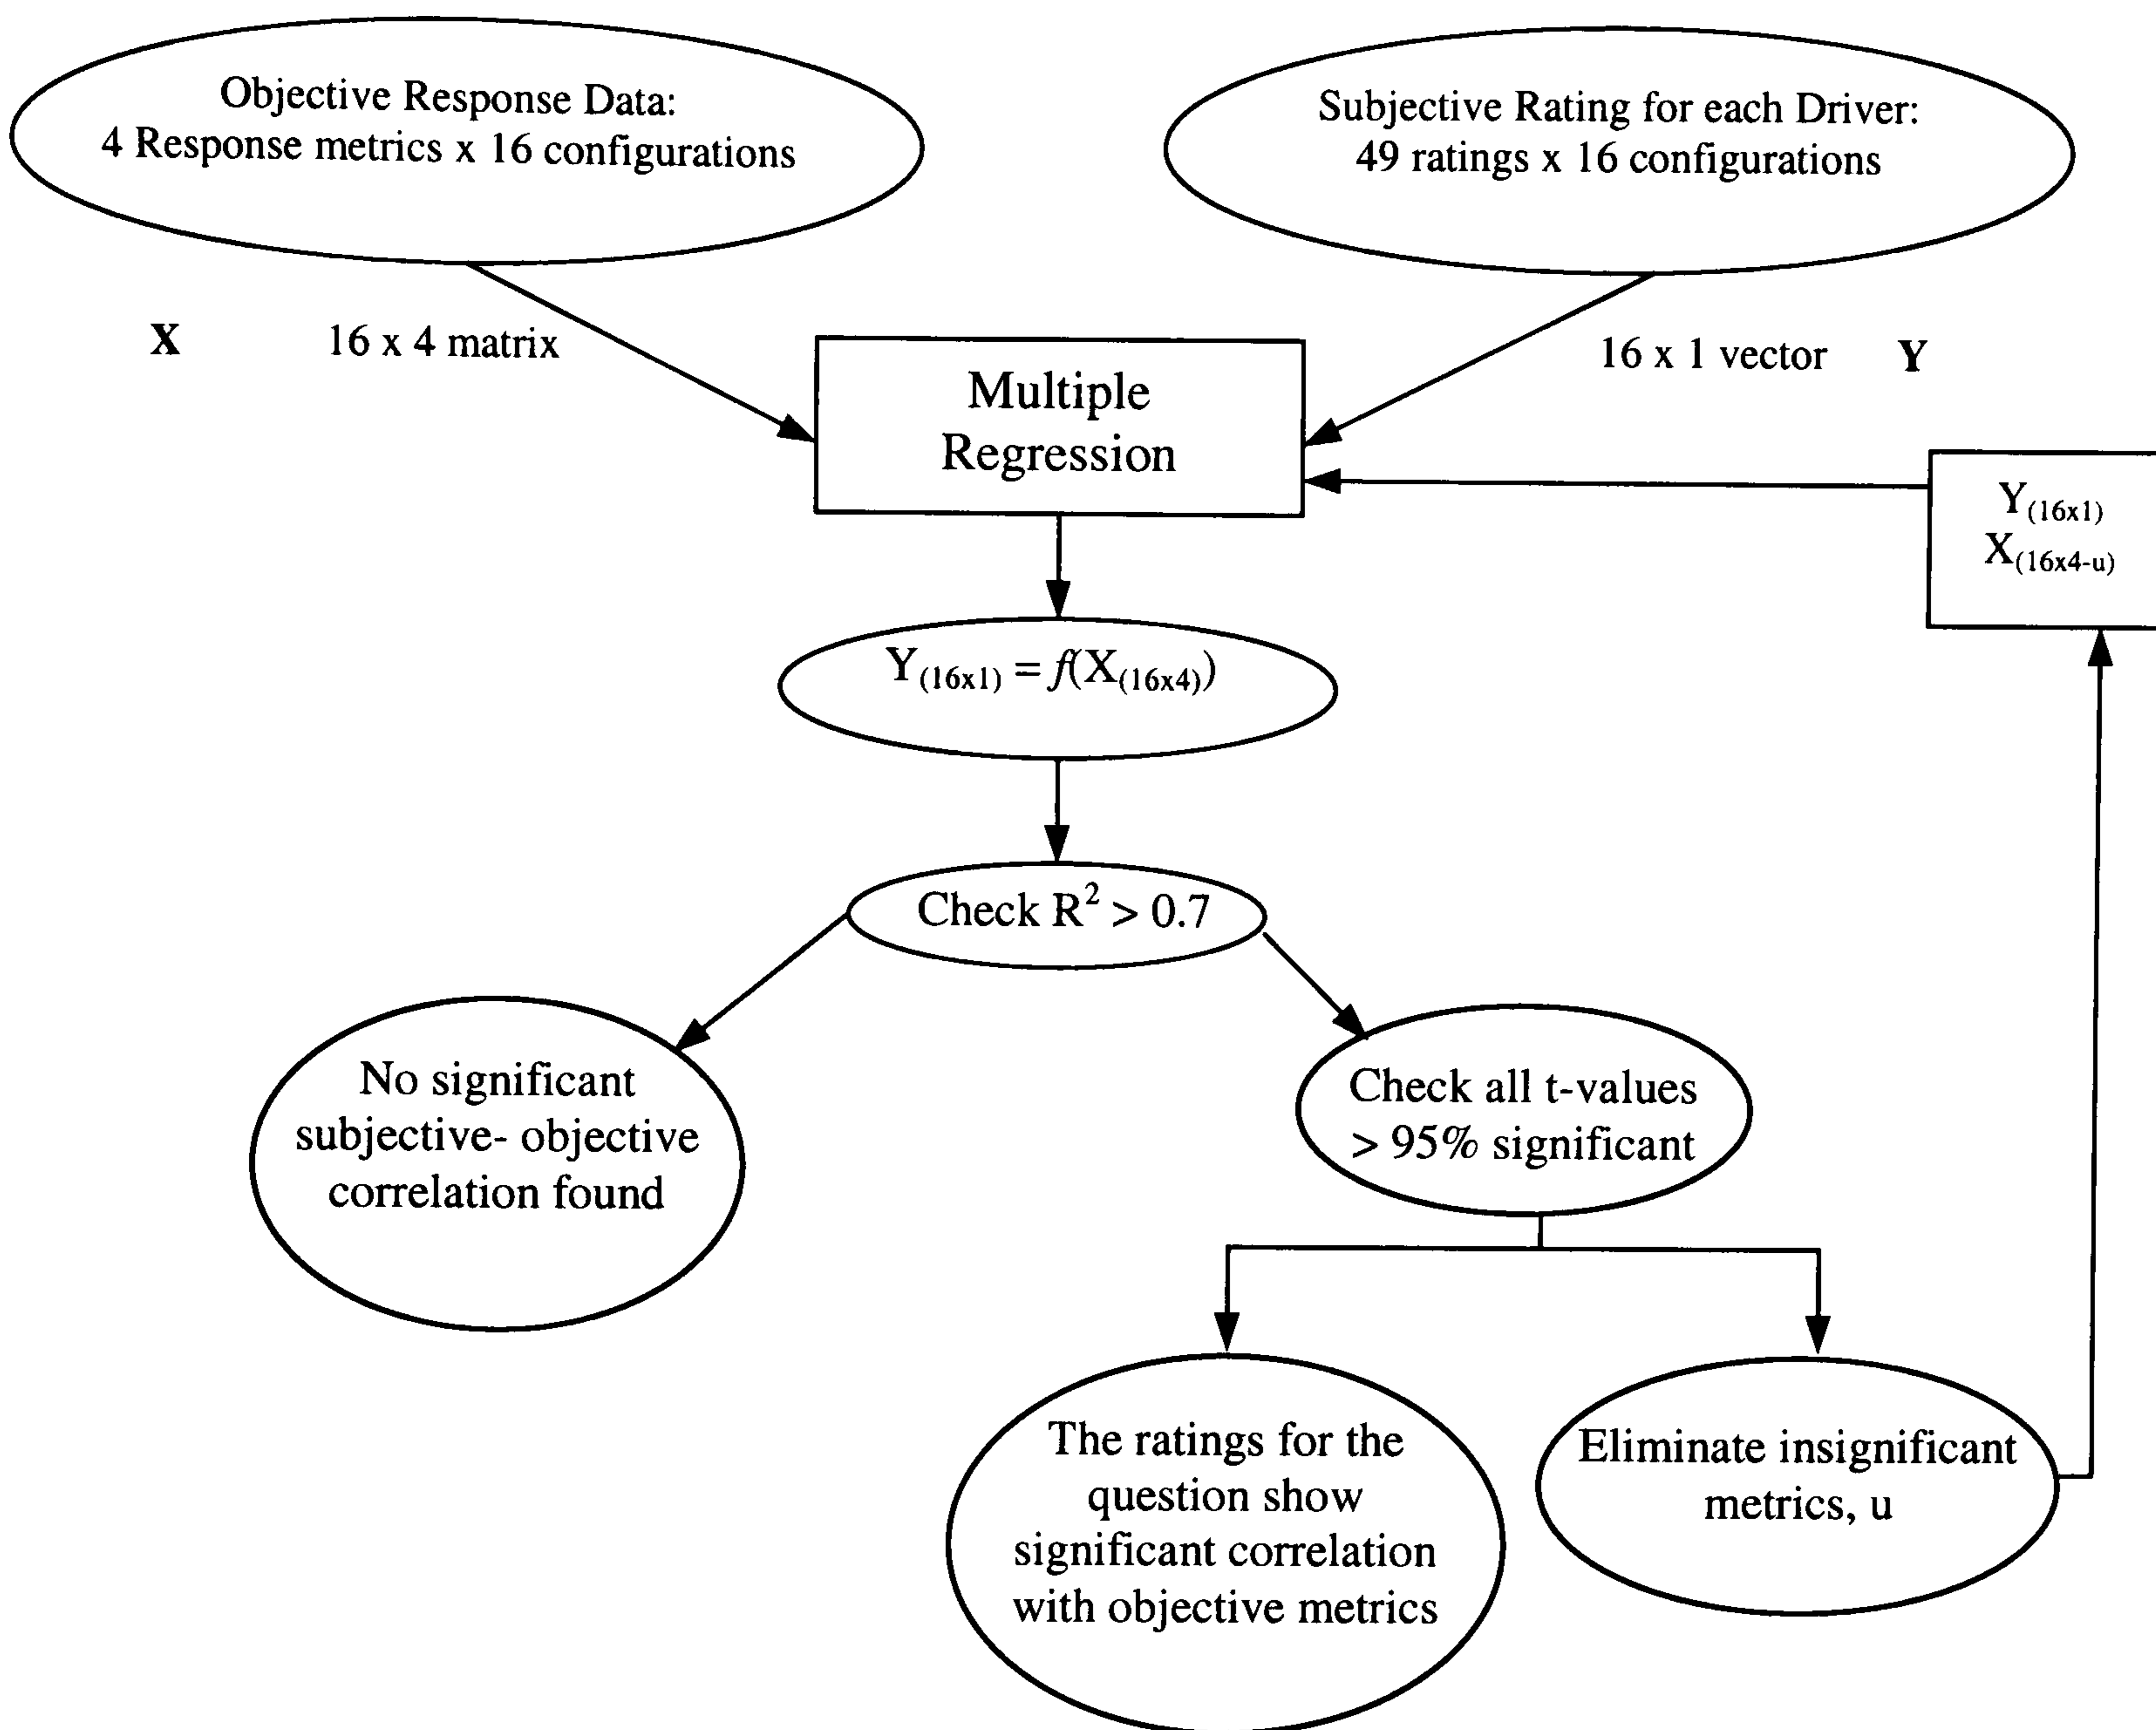 Objective Response Data:
4 Response metrics x 16 configurations
Subjective Rating for each Driver:
49 ratings x 16 configurations
X 16 x 4 matrix
16 x 1 vector Y
Multiple
Regression
Y(16x1)
X(16x4-u)
Y(16x1) = f(X(16x4))
Check R² > 0.7
No significant
subjective- objective
correlation found
Check all t-values
> 95% significant
The ratings for the
question show
significant correlation
with objective metrics
Eliminate insignificant
metrics, u